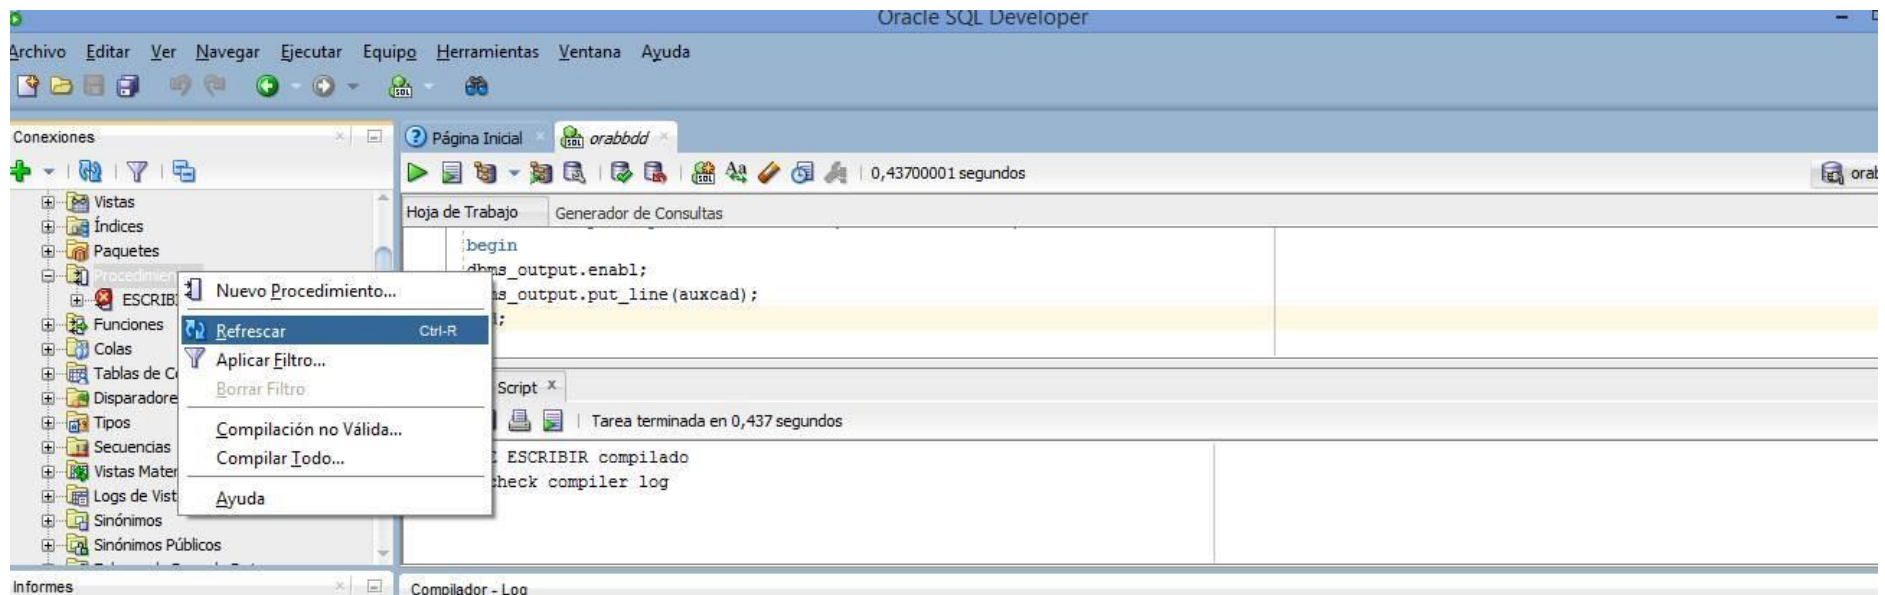 Oracle SQL Developer
Archivo Editar Ver Navegar Ejecutar Equipo Herramientas Ventana Ayuda
Conexiones
Página Inicial
orabbdd
0,43700001 segundos
Hoja de Trabajo
Generador de Consultas
Vistas
Índices
Paquetes
Procedimien
ESCRIBI
Funciones
Colas
Tablas de Co
Disparadore
Tipos
Secuencias
Vistas Mater
Logs de Vist
Sinónimos
Sinónimos Públicos
Nuevo Procedimiento...
Refrescar Ctrl-R
Aplicar Filtro...
Borrar Filtro
Compilación no Válida...
Compilar Todo...
Ayuda
begin
dbms_output.enabl;
ms_output.put_line(auxcad);
;
Script
Tarea terminada en 0,437 segundos
E ESCRIBIR compilado
check compiler log
Informes
Compilador - Log